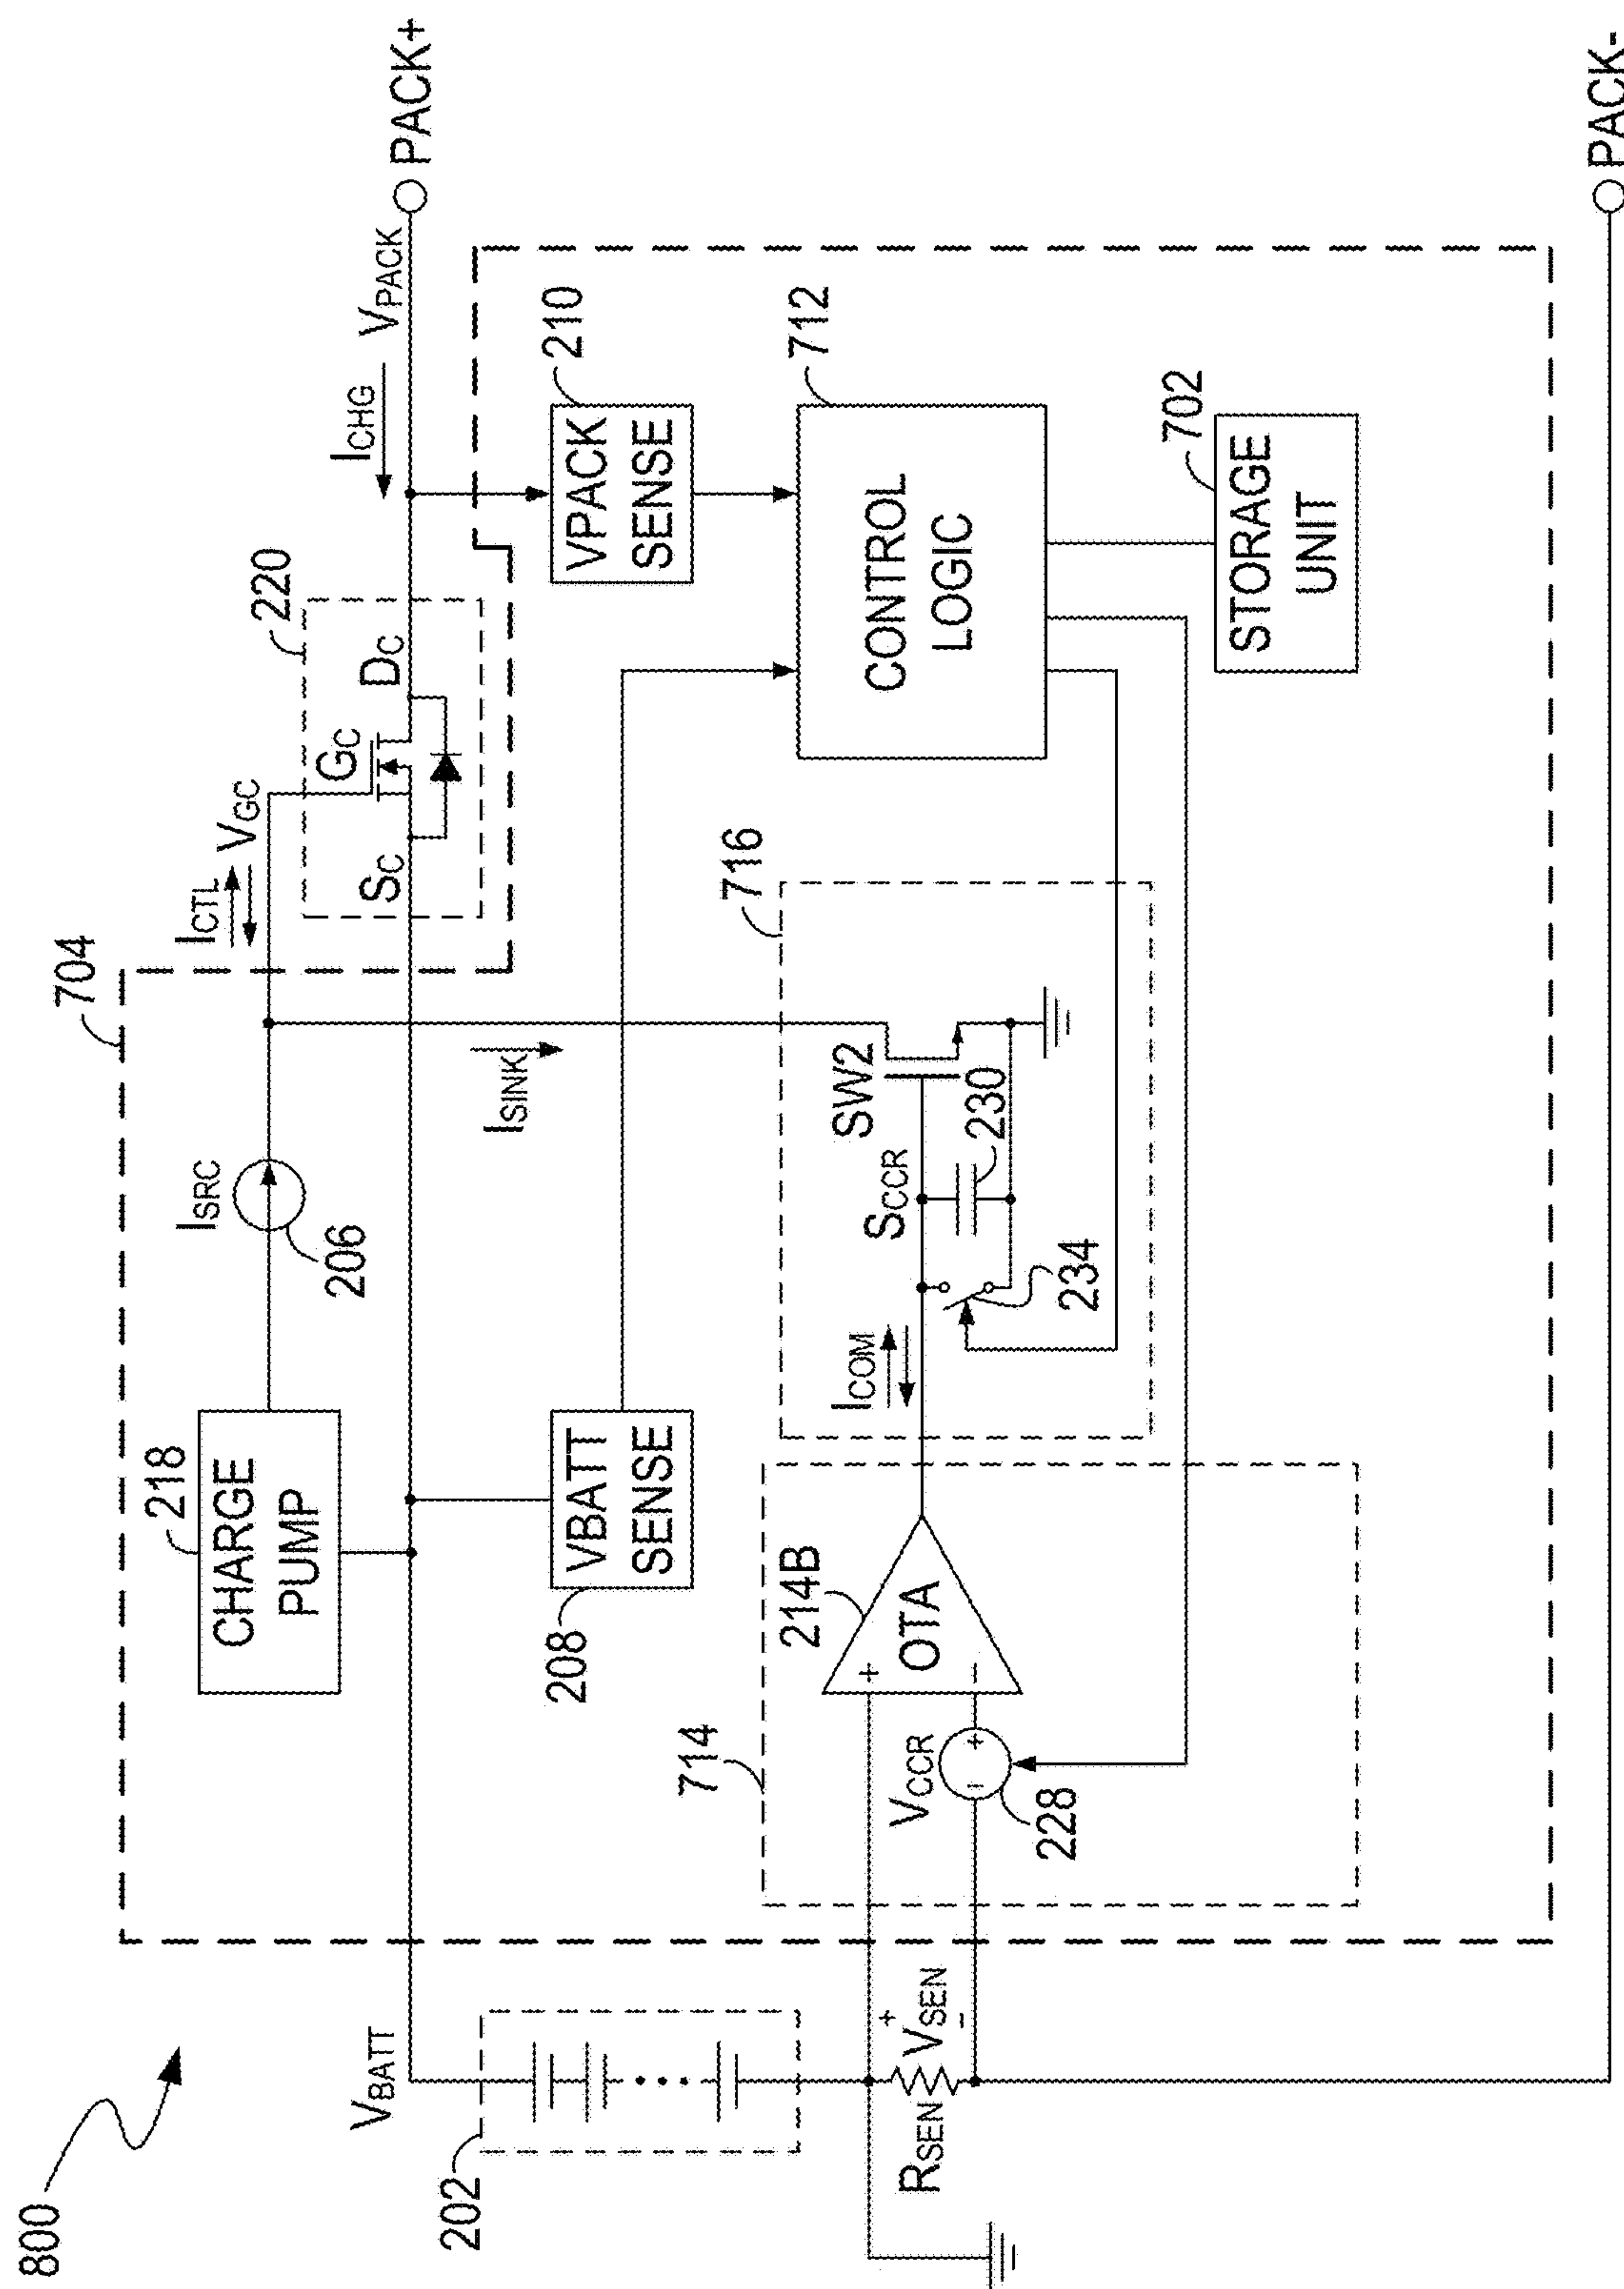 800
704
218
CHARGE
PUMP
ISRC
206
ICTL
VGC
220
GC
SC
DC
ICHG
VPACK
PACK+
VBATT
202
208
VBATT
SENSE
ISINK
210
VPACK
SENSE
714
214B
OTA
+
-
VCCR
-
+
228
716
ICOM
SCCR
SW2
230
234
712
CONTROL
LOGIC
702
STORAGE
UNIT
RSEN
+
VSEN
-
PACK-